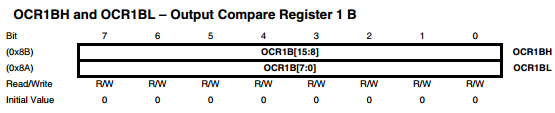 OCR1BH and OCR1BL – Output Compare Register 1 B
Bit 7 6 5 4 3 2 1 0
(0x8B) OCR1B[15:8] OCR1BH
(0x8A) OCR1B[7:0] OCR1BL
Read/Write R/W R/W R/W R/W R/W R/W R/W R/W
Initial Value 0 0 0 0 0 0 0 0